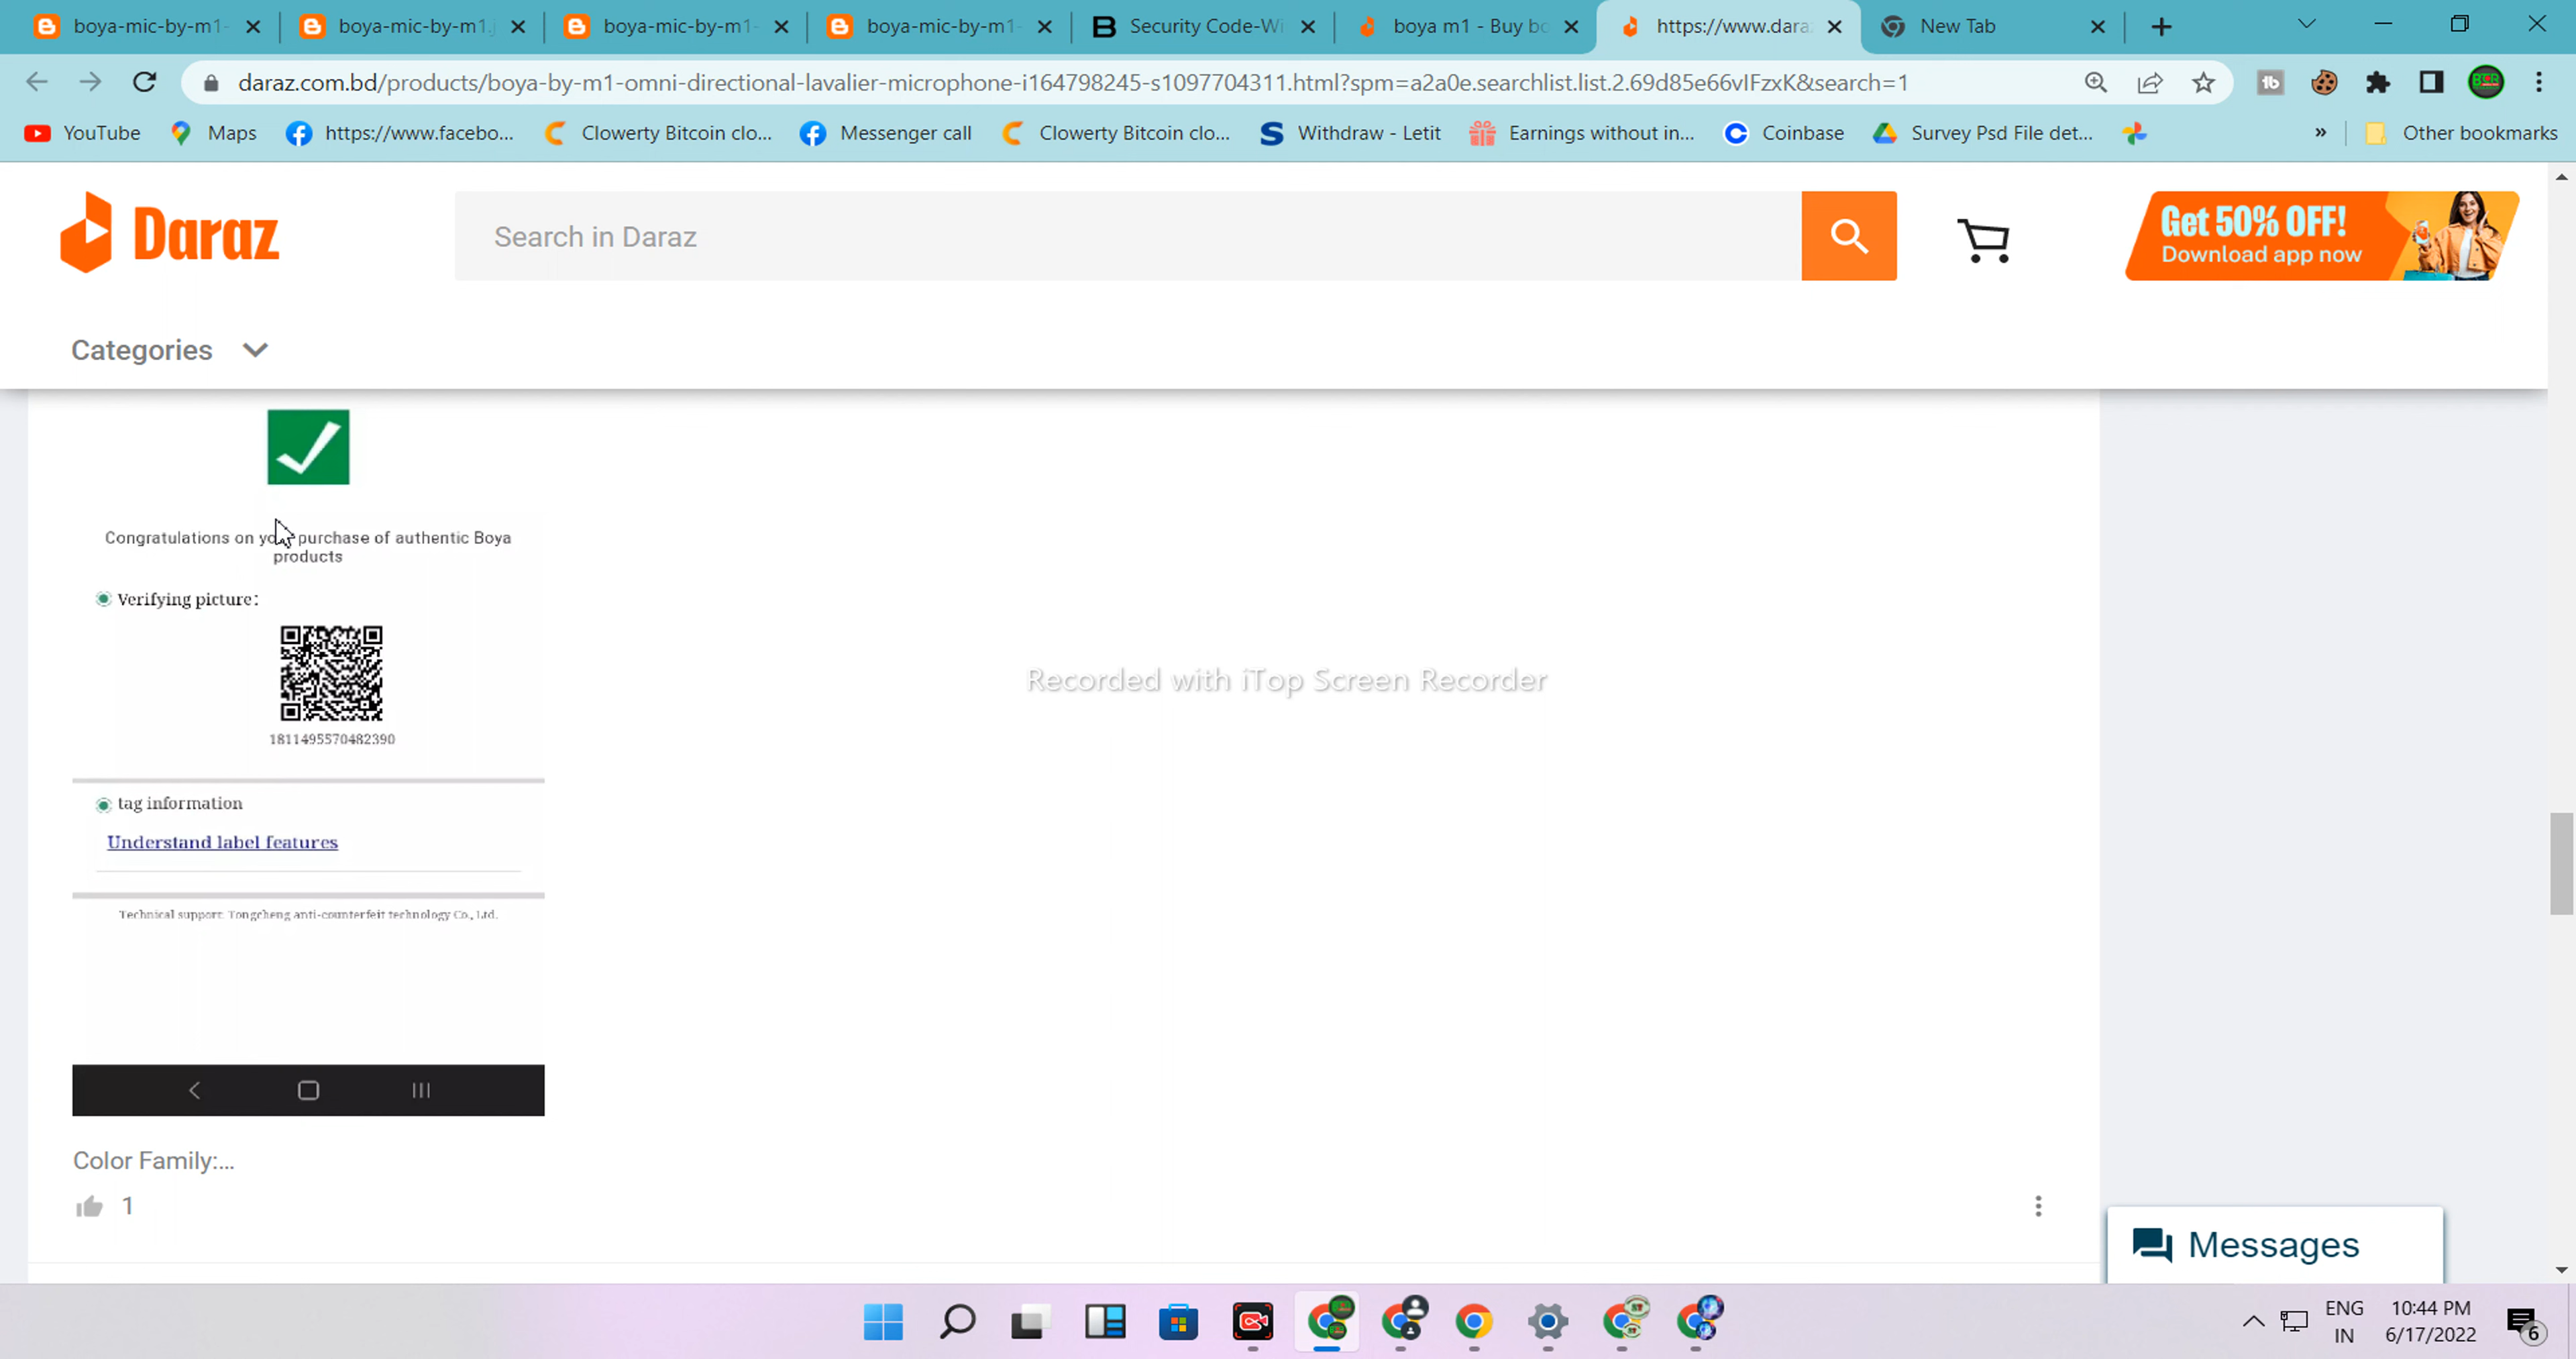 boya-mic-by-m1-
boya-mic-by-m1.j
boya-mic-by-m1-
boya-mic-by-m1-
Security Code-Wi
boya m1 - Buy bo
https://www.dara
New Tab
daraz.com.bd/products/boya-by-m1-omni-directional-lavalier-microphone-i164798245-s1097704311.html?spm=a2a0e.searchlist.list.2.69d85e66vIFzxK&search=1
YouTube
Maps
https://www.facebo...
Clowerty Bitcoin clo...
Messenger call
Clowerty Bitcoin clo...
Withdraw - Letit
Earnings without in...
Coinbase
Survey Psd File det...
»
Other bookmarks
Daraz
Search in Daraz
Get 50% OFF!
Download app now
Categories
Congratulations on your purchase of authentic Boya
products
Verifying picture:
1811495570482390
tag information
Understand label features
Technical support: Tongcheng anti-counterfeit technology Co., Ltd.
Recorded with iTop Screen Recorder
Color Family:...
1
Messages
ENG
IN
10:44 PM
6/17/2022
6